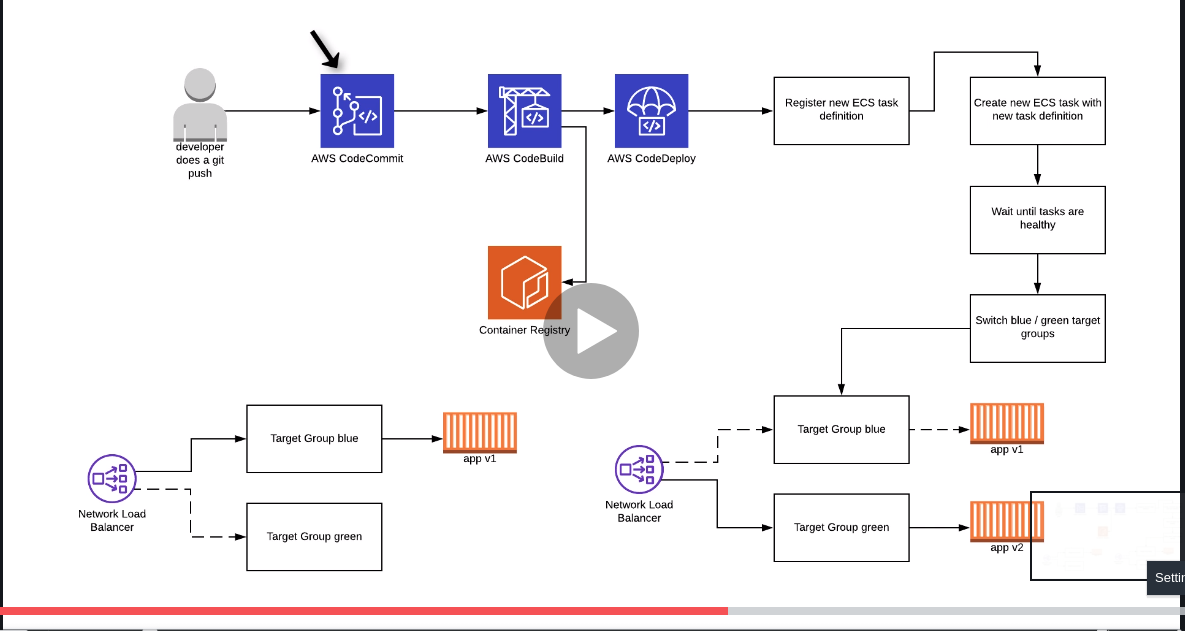 developer
does a git
push
AWS CodeCommit
AWS CodeBuild
AWS CodeDeploy
Register new ECS task
definition
Create new ECS task with
new task definition
Wait until tasks are
healthy
Container Registry
Switch blue / green target
groups
Target Group blue
app v1
Network Load
Balancer
Target Group green
Target Group blue
app v1
Network Load
Balancer
Target Group green
app v2
Settin